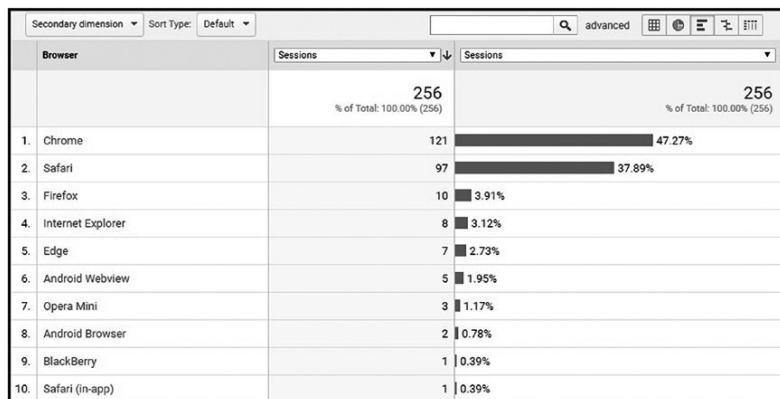 Secondary dimension Sort Type: Default advanced
Browser Sessions Sessions
256 256
% of Total: 100.00% (256) % of Total: 100.00% (256)
1. Chrome 121 47.27%
2. Safari 97 37.89%
3. Firefox 10 3.91%
4. Internet Explorer 8 3.12%
5. Edge 7 2.73%
6. Android Webview 5 1.95%
7. Opera Mini 3 1.17%
8. Android Browser 2 0.78%
9. BlackBerry 1 0.39%
10. Safari (in-app) 1 0.39%